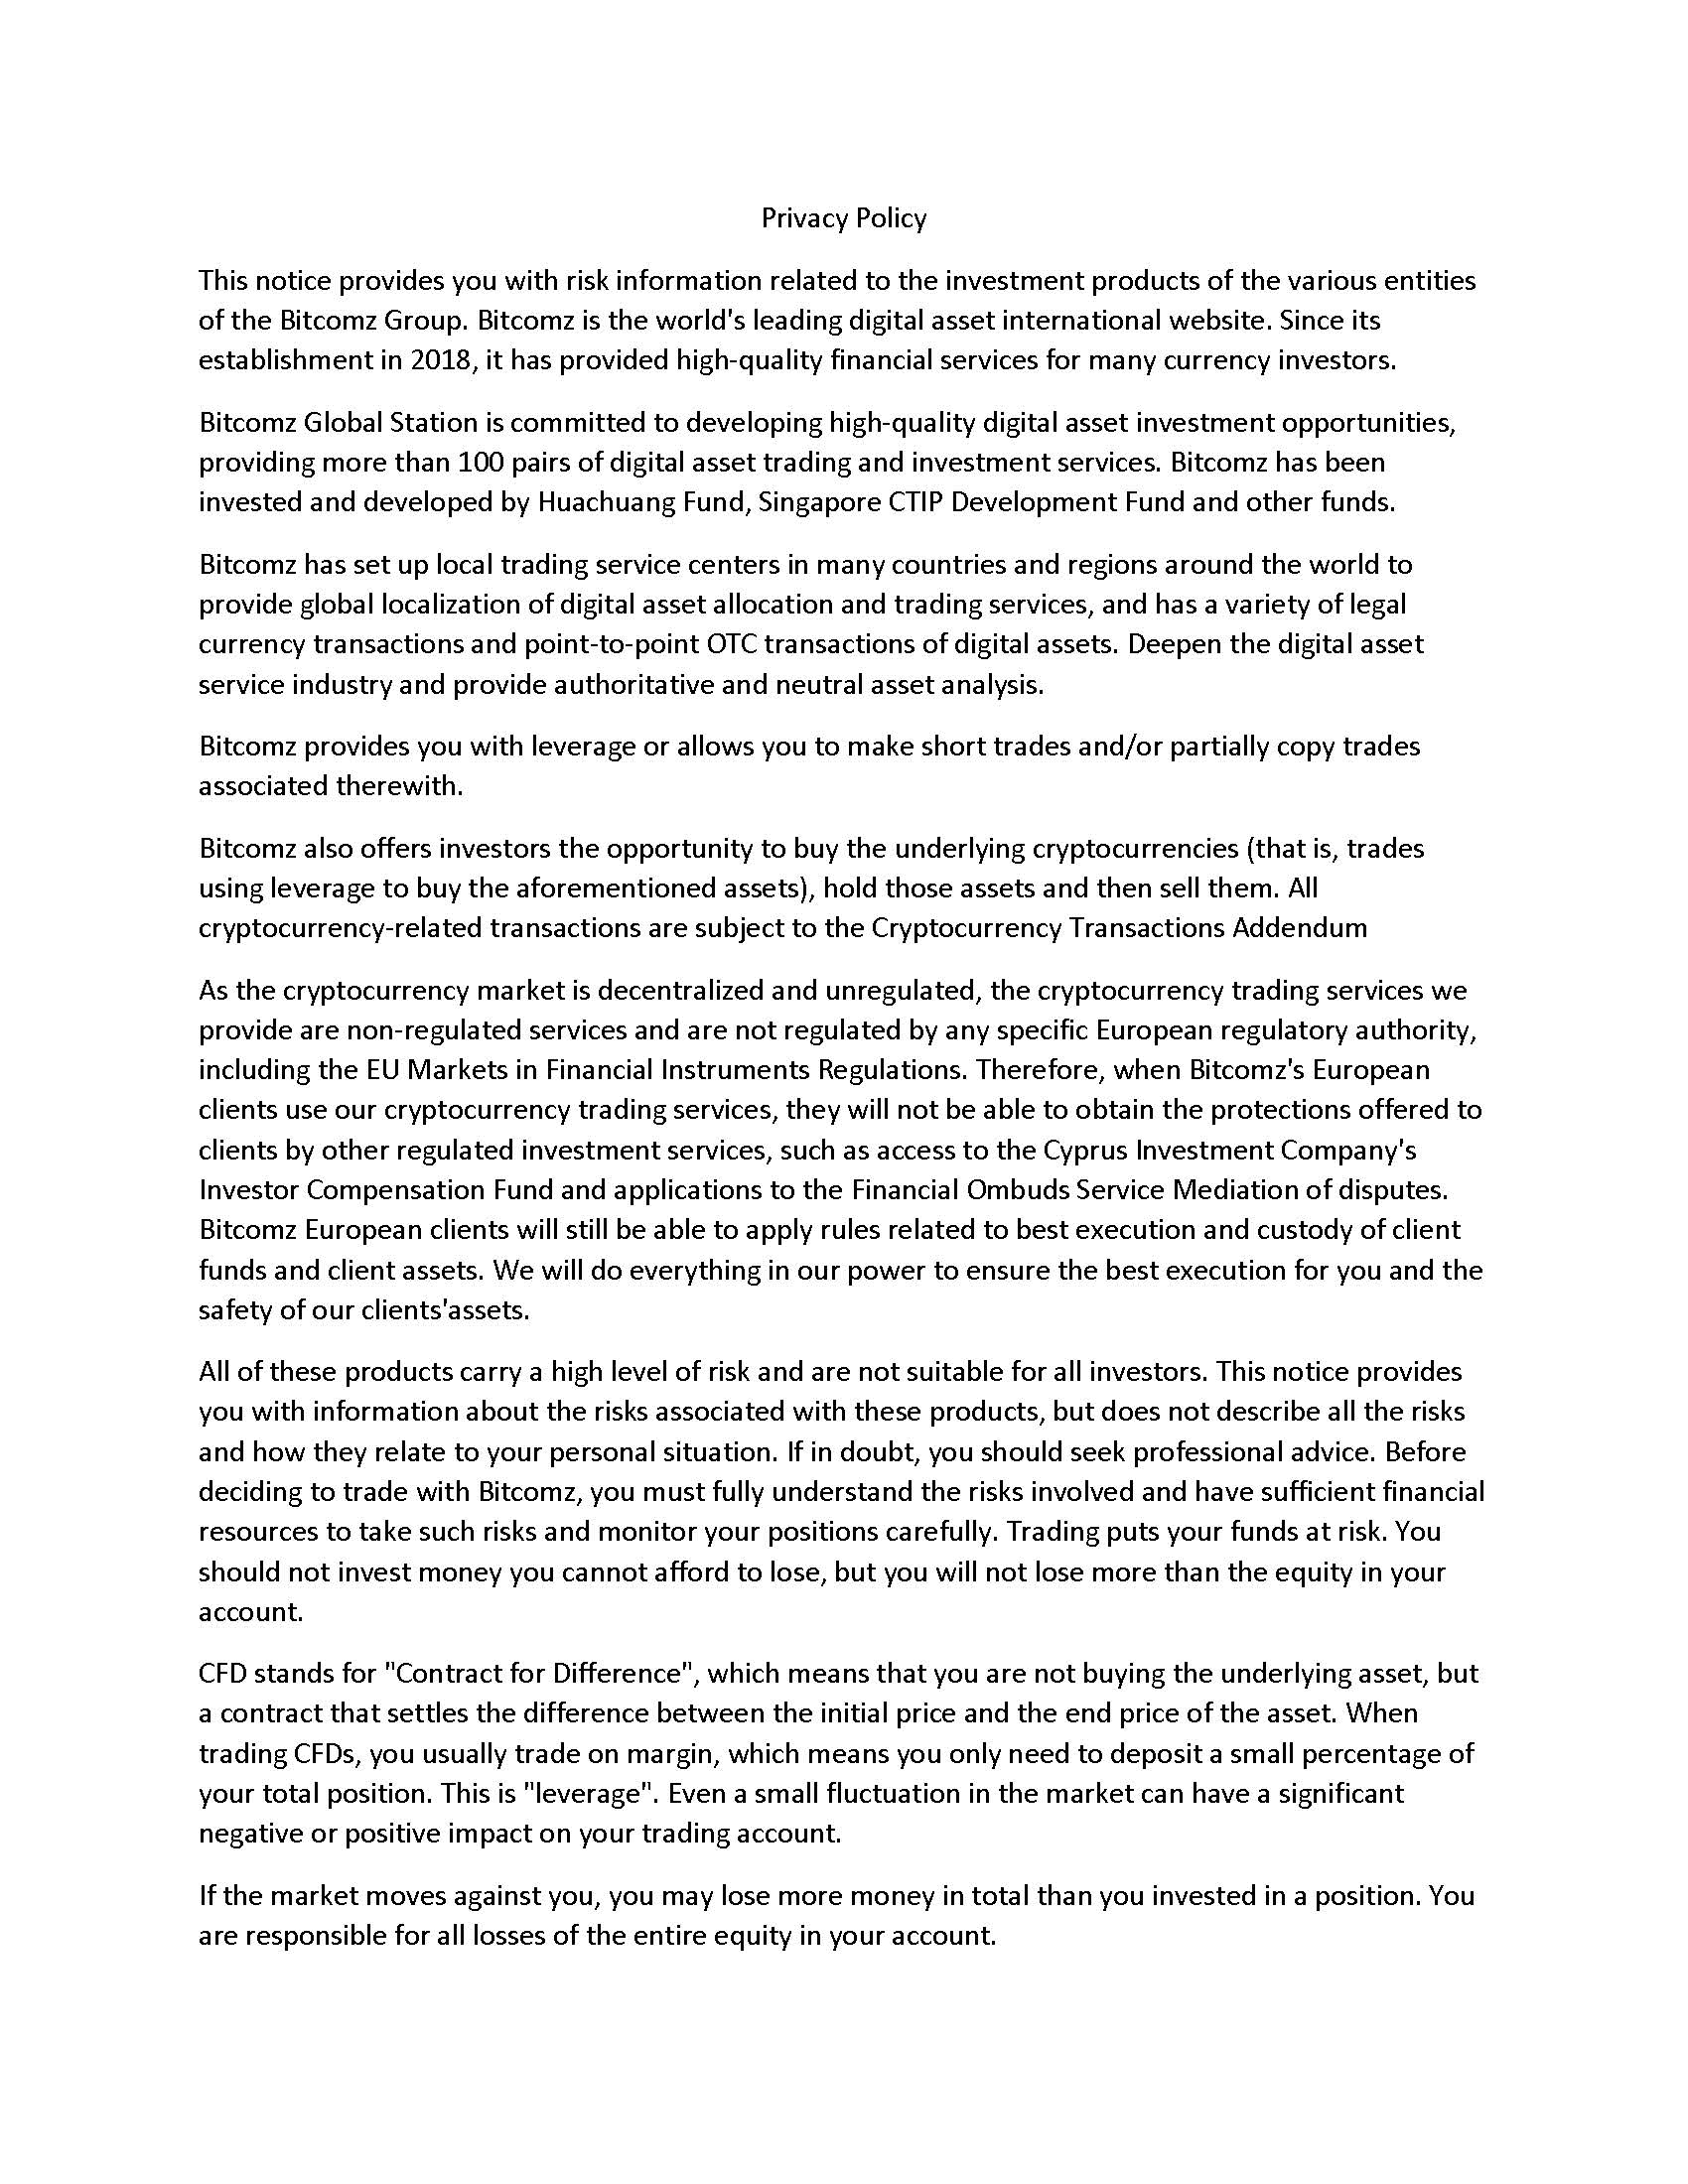 Privacy Policy
This notice provides you with risk information related to the investment products of the various entities
of the Bitcomz Group. Bitcomz is the world's leading digital asset international website. Since its
establishment in 2018, it has provided high-quality financial services for many currency investors.
Bitcomz Global Station is committed to developing high-quality digital asset investment opportunities,
providing more than 100 pairs of digital asset trading and investment services. Bitcomz has been
invested and developed by Huachuang Fund, Singapore CTIP Development Fund and other funds.
Bitcomz has set up local trading service centers in many countries and regions around the world to
provide global localization of digital asset allocation and trading services, and has a variety of legal
currency transactions and point-to-point OTC transactions of digital assets. Deepen the digital asset
service industry and provide authoritative and neutral asset analysis.
Bitcomz provides you with leverage or allows you to make short trades and/or partially copy trades
associated therewith.
Bitcomz also offers investors the opportunity to buy the underlying cryptocurrencies (that is, trades
using leverage to buy the aforementioned assets), hold those assets and then sell them. All
cryptocurrency-related transactions are subject to the Cryptocurrency Transactions Addendum
As the cryptocurrency market is decentralized and unregulated, the cryptocurrency trading services we
provide are non-regulated services and are not regulated by any specific European regulatory authority,
including the EU Markets in Financial Instruments Regulations. Therefore, when Bitcomz's European
clients use our cryptocurrency trading services, they will not be able to obtain the protections offered to
clients by other regulated investment services, such as access to the Cyprus Investment Company's
Investor Compensation Fund and applications to the Financial Ombuds Service Mediation of disputes.
Bitcomz European clients will still be able to apply rules related to best execution and custody of client
funds and client assets. We will do everything in our power to ensure the best execution for you and the
safety of our clients'assets.
All of these products carry a high level of risk and are not suitable for all investors. This notice provides
you with information about the risks associated with these products, but does not describe all the risks
and how they relate to your personal situation. If in doubt, you should seek professional advice. Before
deciding to trade with Bitcomz, you must fully understand the risks involved and have sufficient financial
resources to take such risks and monitor your positions carefully. Trading puts your funds at risk. You
should not invest money you cannot afford to lose, but you will not lose more than the equity in your
account.
CFD stands for "Contract for Difference", which means that you are not buying the underlying asset, but
a contract that settles the difference between the initial price and the end price of the asset. When
trading CFDs, you usually trade on margin, which means you only need to deposit a small percentage of
your total position. This is "leverage". Even a small fluctuation in the market can have a significant
negative or positive impact on your trading account.
If the market moves against you, you may lose more money in total than you invested in a position. You
are responsible for all losses of the entire equity in your account.